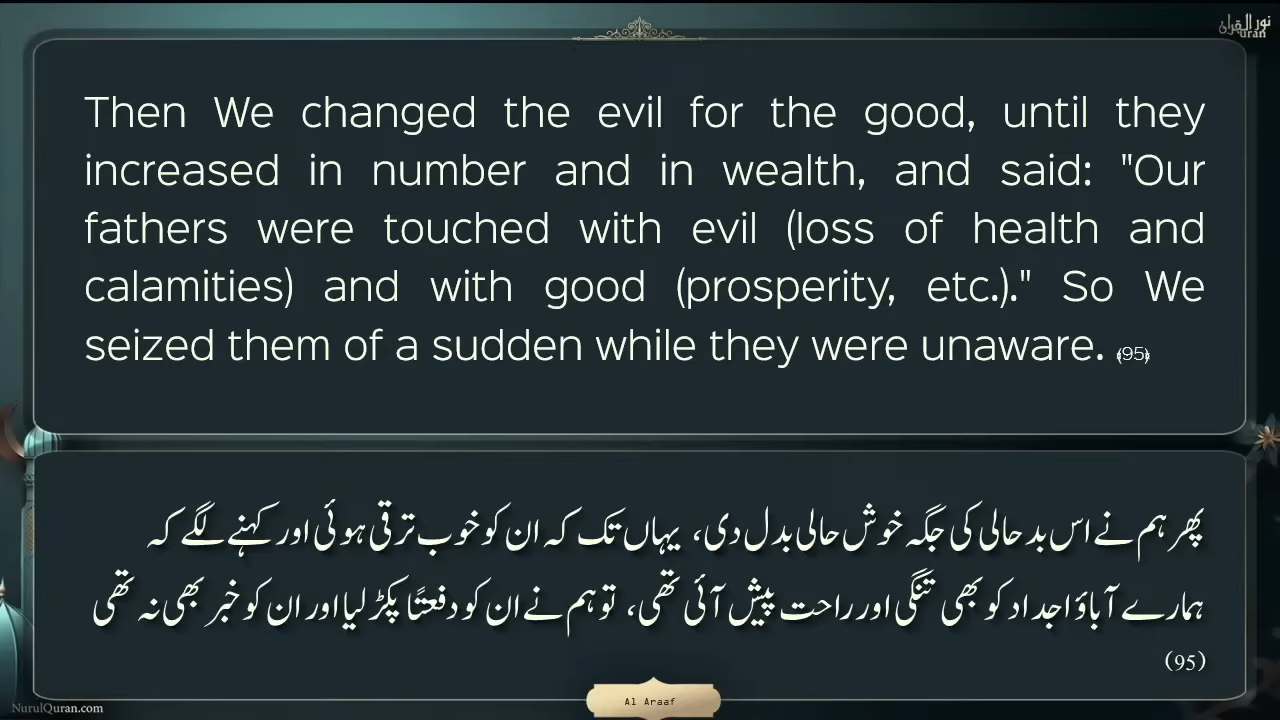 نور القرآن
uran
Then We changed the evil for the good, until they
increased in number and in wealth, and said: "Our
fathers were touched with evil (loss of health and
calamities) and with good (prosperity, etc.)." So We
seized them of a sudden while they were unaware. ﴾95﴿
پھر ہم نے اس بدحالی کی جگہ خوش حالی بدل دی، یہاں تک کہ ان کو خوب ترقی ہوئی اور کہنے لگے کہ
ہمارے آباؤ اجداد کو بھی تنگی اور راحت پیش آئی تھی، تو ہم نے ان کو دفعتًا پکڑ لیا اور ان کو خبر بھی نہ تھی
(95)
Al Araaf
NurulQuran.com